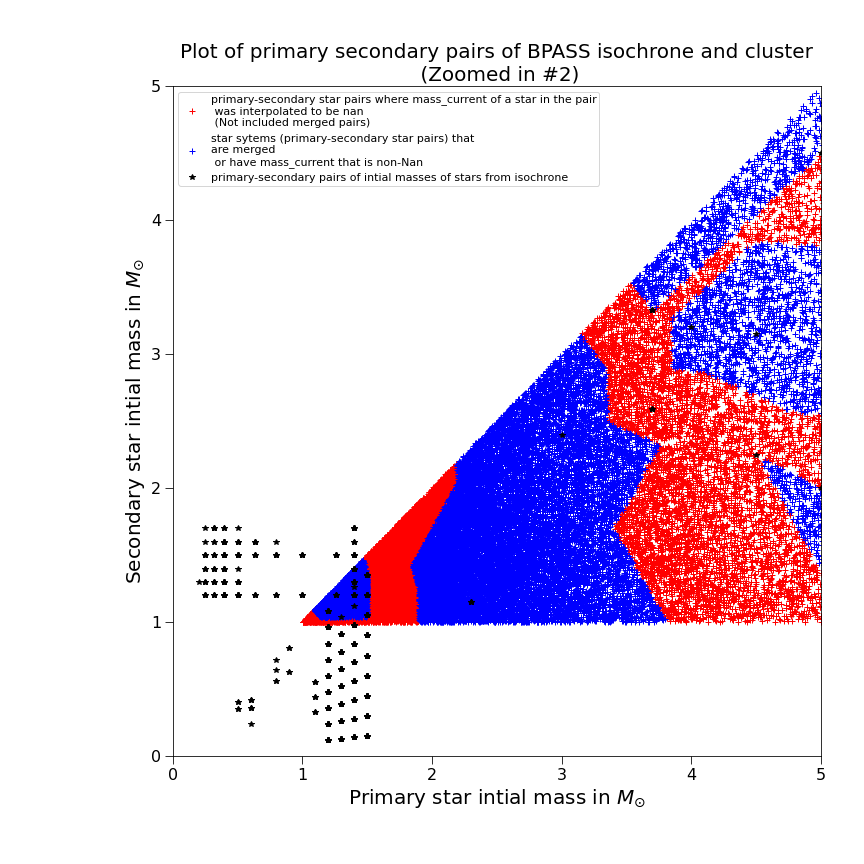 Plot of primary secondary pairs of BPASS isochrone and cluster
(Zoomed in #2)
primary-secondary star pairs where mass_current of a star in the pair
was interpolated to be nan
(Not included merged pairs)
star sytems (primary-secondary star pairs) that
are merged
or have mass_current that is non-Nan
primary-secondary pairs of intial masses of stars from isochrone
Secondary star intial mass in M⊙
5
4
3
2
1
0
0 1 2 3 4 5
Primary star intial mass in M⊙